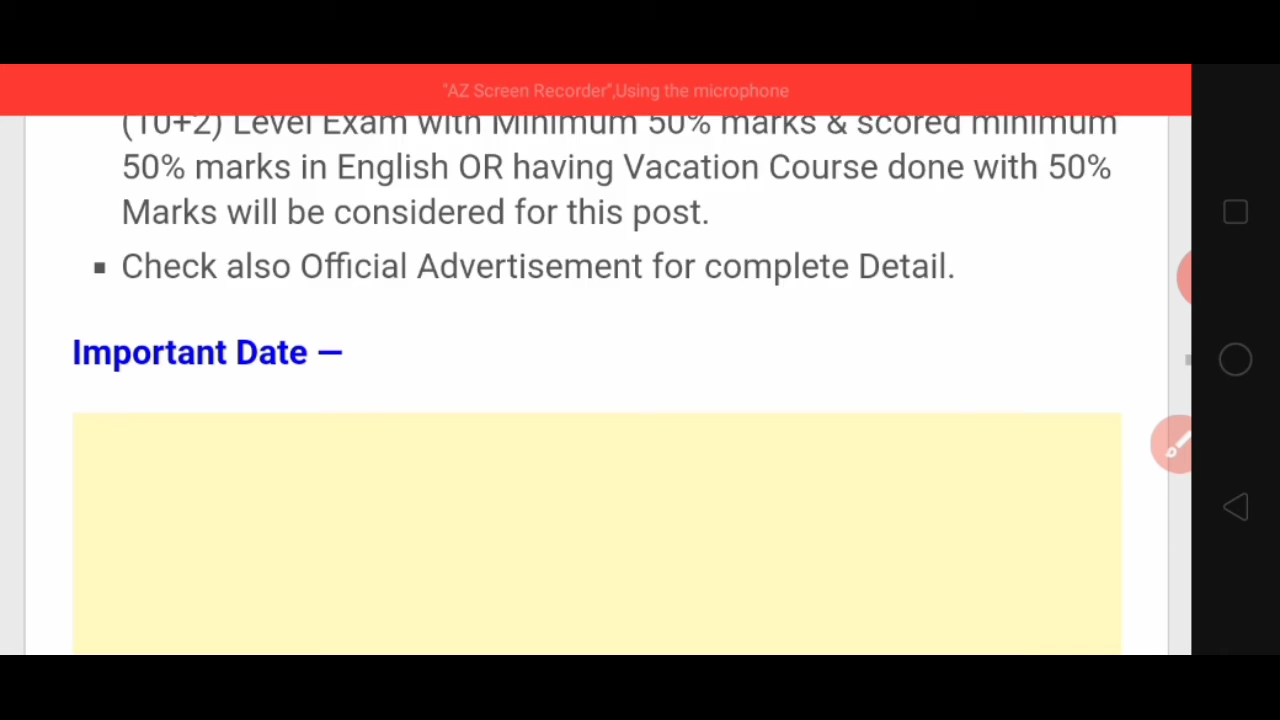 "AZ Screen Recorder",Using the microphone
(10+2) Level Exam with Minimum 50% marks & scored minimum
50% marks in English OR having Vacation Course done with 50%
Marks will be considered for this post.
▪ Check also Official Advertisement for complete Detail.
Important Date —